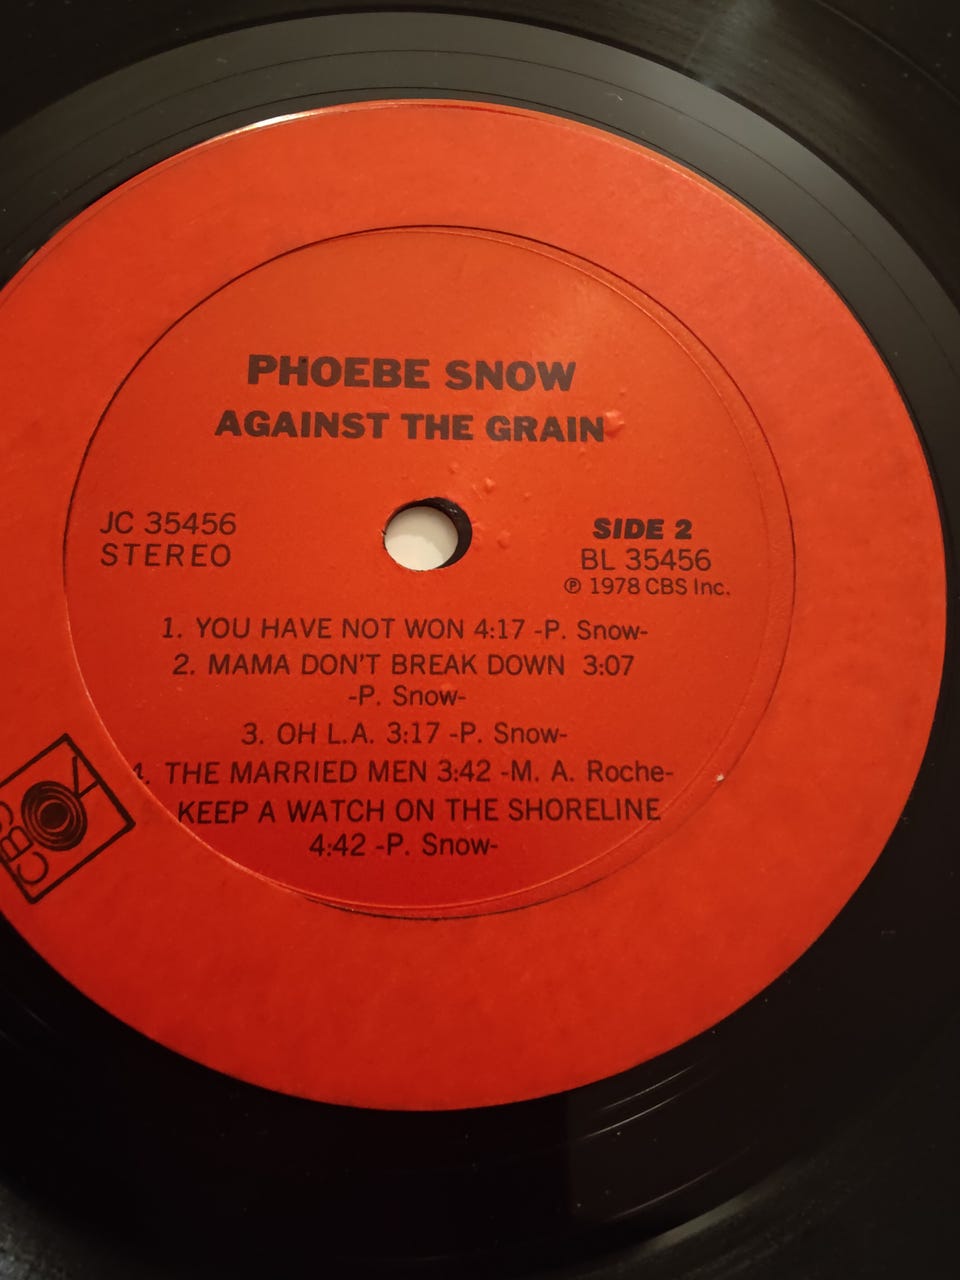 PHOEBE SNOW
AGAINST THE GRAIN
JC 35456
STEREO
SIDE 2
BL 35456
℗ 1978 CBS Inc.
1. YOU HAVE NOT WON 4:17 -P. Snow-
2. MAMA DON'T BREAK DOWN 3:07
-P. Snow-
3. OH L.A. 3:17 -P. Snow-
4. THE MARRIED MEN 3:42 -M. A. Roche-
KEEP A WATCH ON THE SHORELINE
4:42 -P. Snow-
CBS